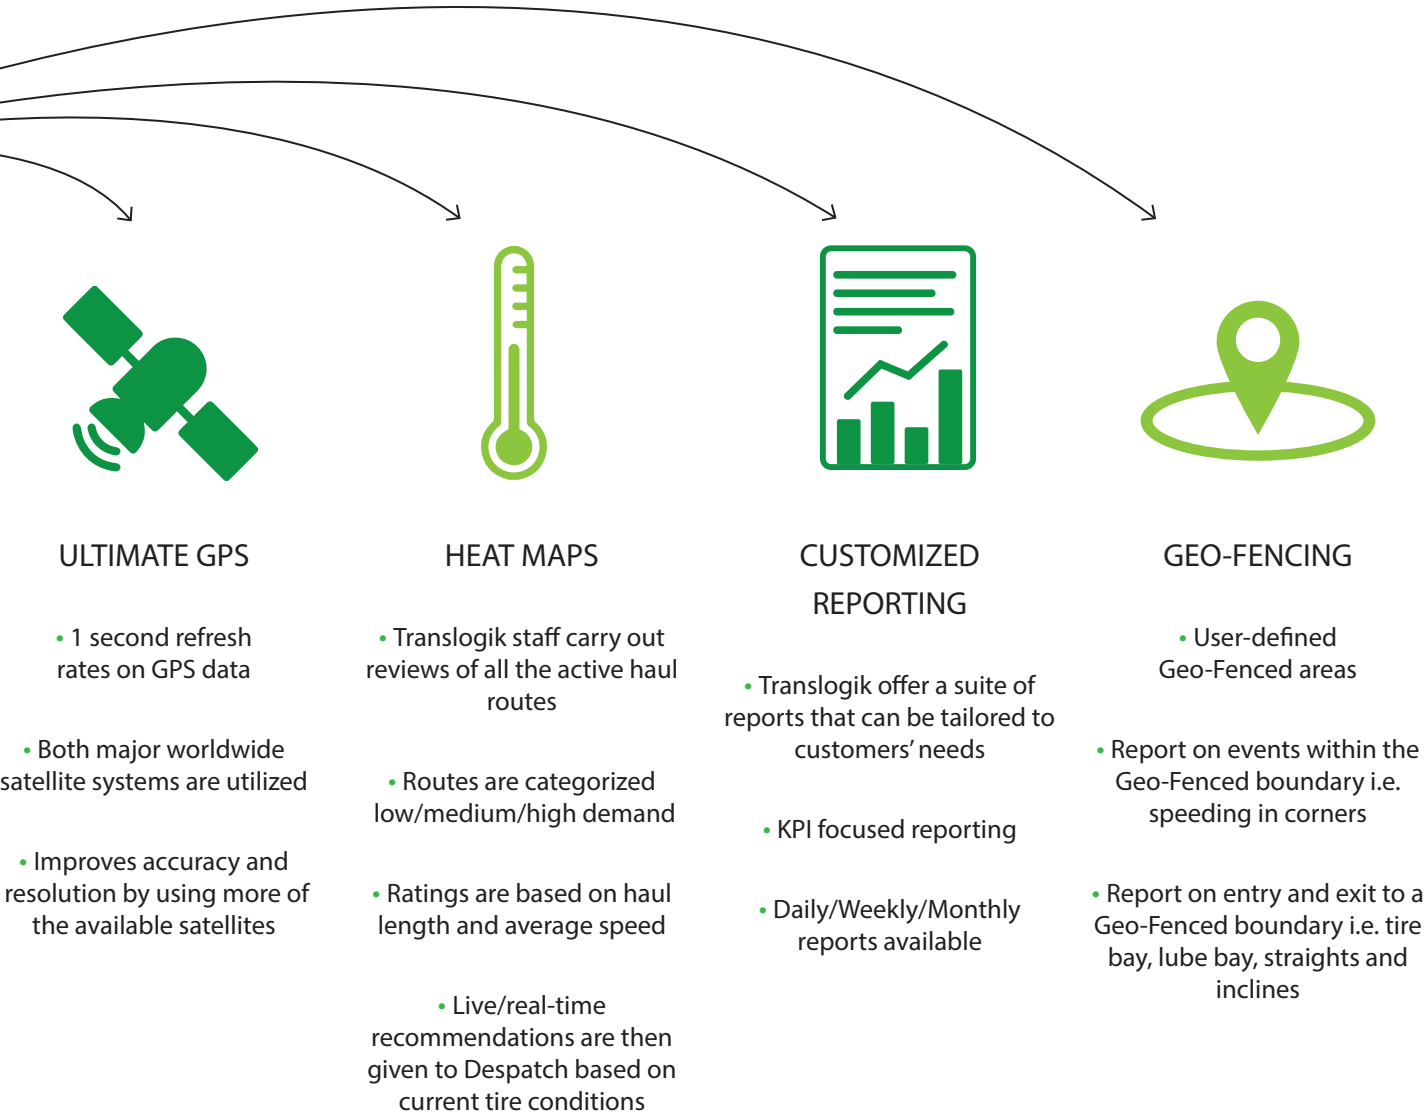 ULTIMATE GPS
• 1 second refresh
rates on GPS data
• Both major worldwide
satellite systems are utilized
• Improves accuracy and
resolution by using more of
the available satellites
HEAT MAPS
• Translogik staff carry out
reviews of all the active haul
routes
• Routes are categorized
low/medium/high demand
• Ratings are based on haul
length and average speed
• Live/real-time
recommendations are then
given to Despatch based on
current tire conditions
CUSTOMIZED
REPORTING
• Translogik offer a suite of
reports that can be tailored to
customers’ needs
• KPI focused reporting
• Daily/Weekly/Monthly
reports available
GEO-FENCING
• User-defined
Geo-Fenced areas
• Report on events within the
Geo-Fenced boundary i.e.
speeding in corners
• Report on entry and exit to a
Geo-Fenced boundary i.e. tire
bay, lube bay, straights and
inclines